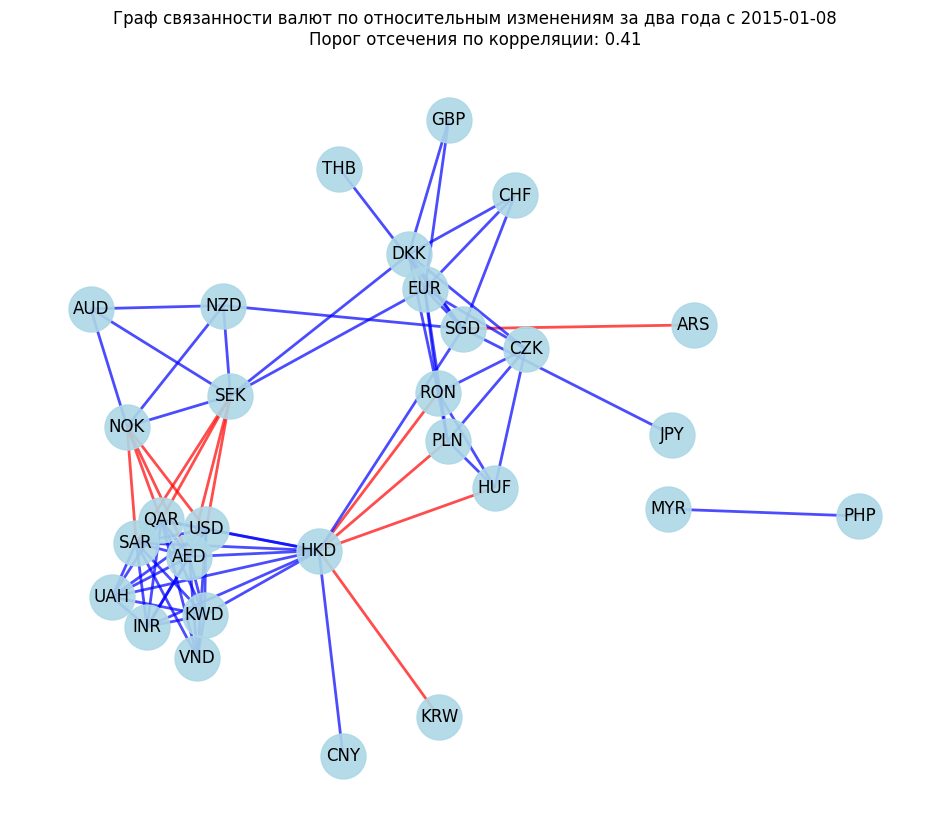 Граф связанности валют по относительным изменениям за два года с 2015-01-08
Порог отсечения по корреляции: 0.41
GBP
THB
CHF
DKK
EUR
AUD
NZD
SGD
ARS
CZK
SEK
RON
NOK
JPY
PLN
HUF
MYR
PHP
QAR
USD
SAR
HKD
AED
UAH
KWD
INR
VND
KRW
CNY